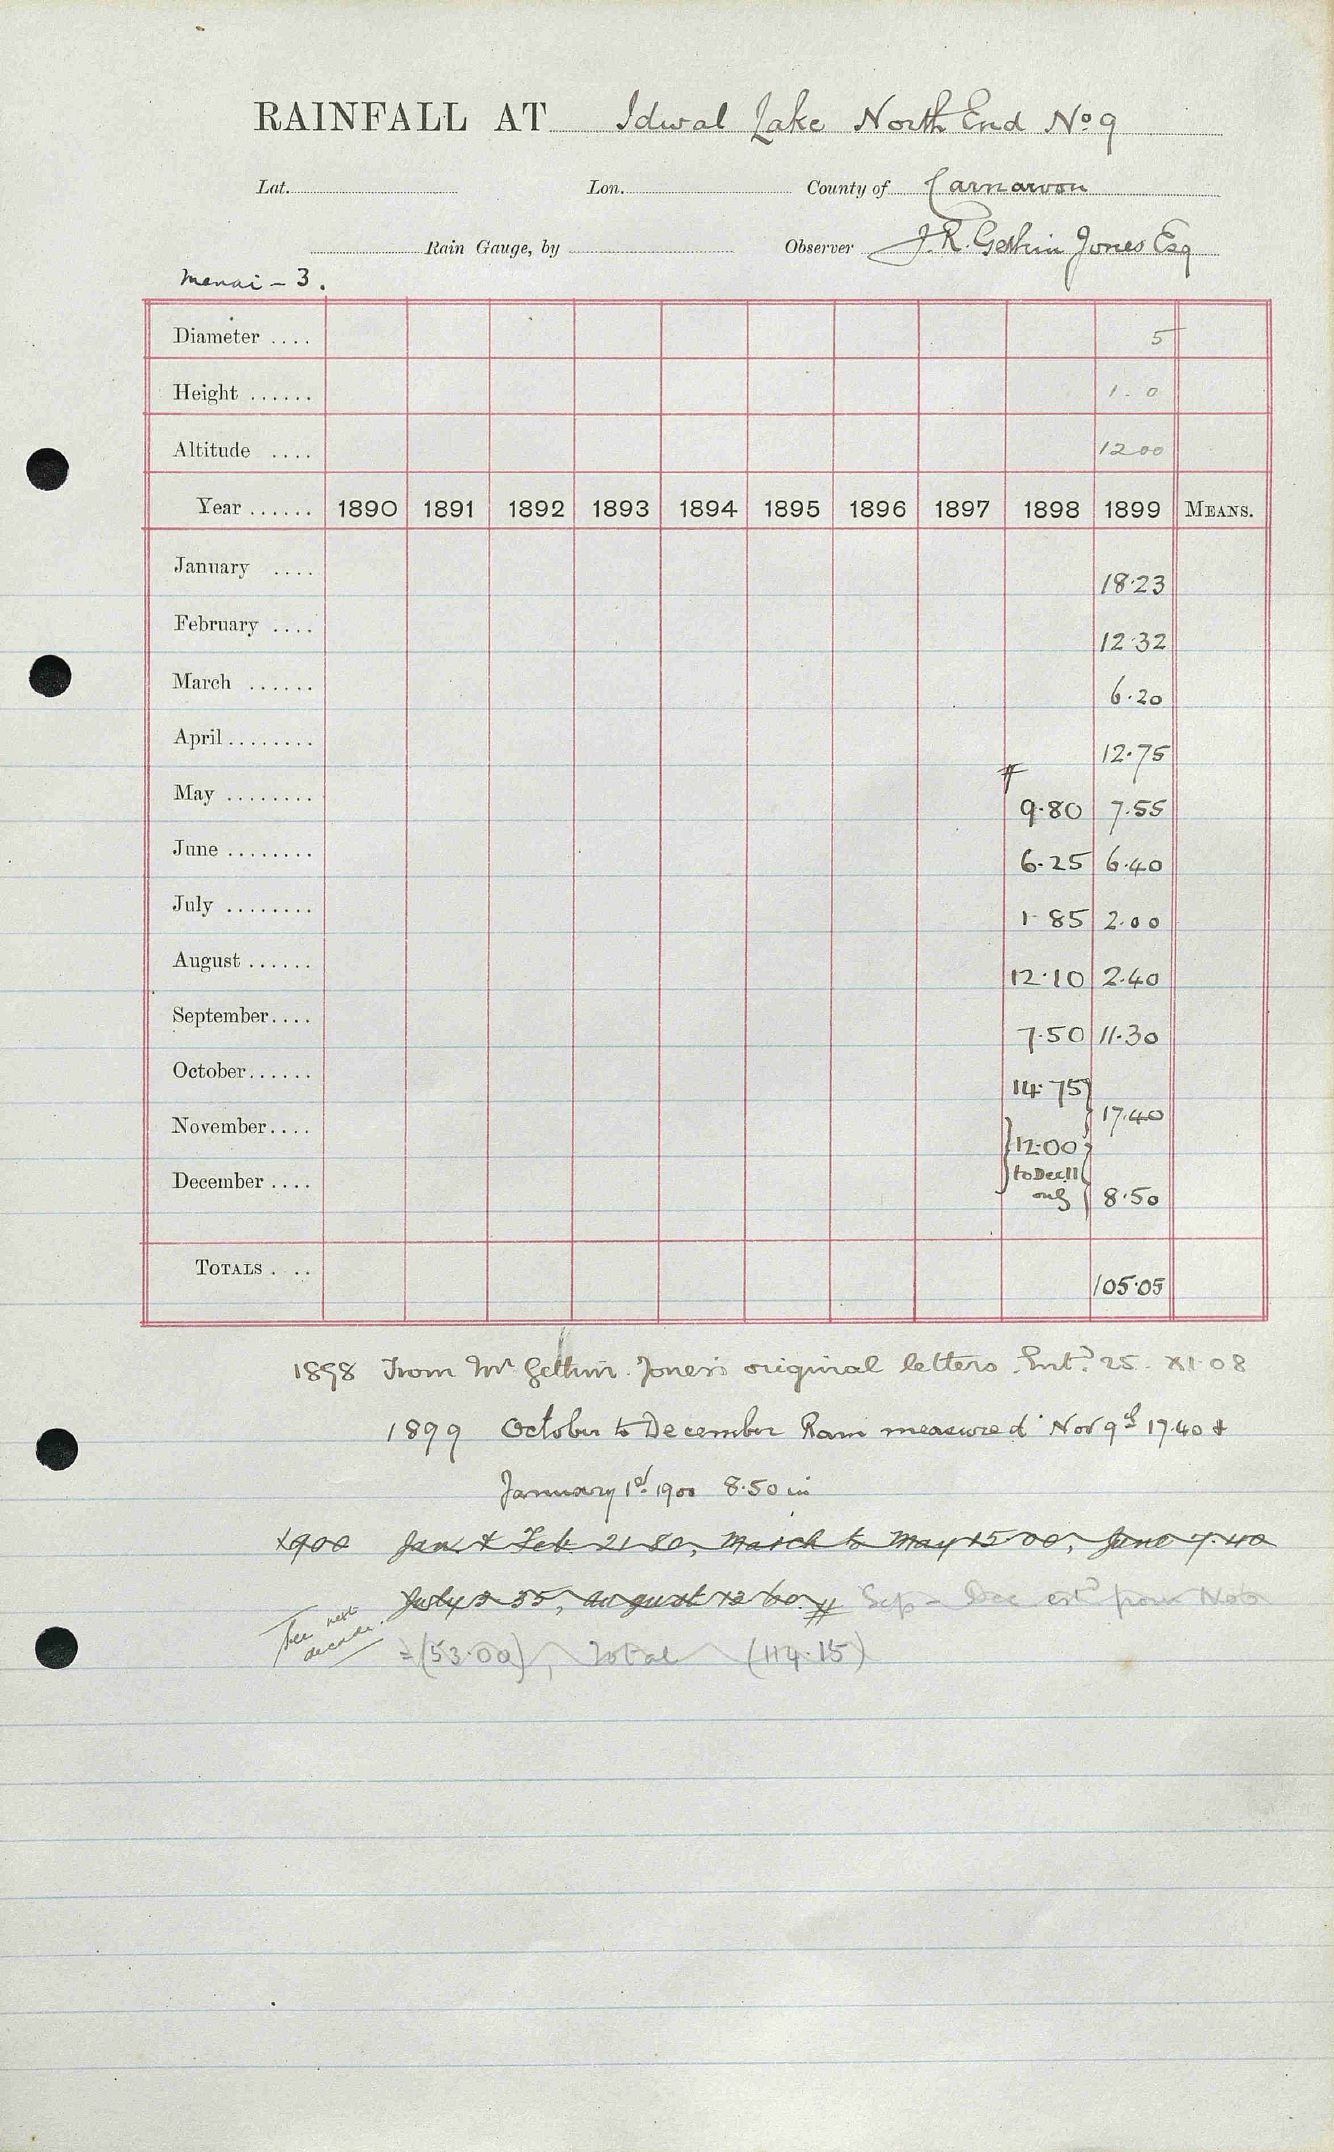 RAINFALL AT Idwal Lake North End No 9
Lat. Lon. County of Carnarvon
Rain Gauge, by Observer J. R. Gethin Jones Esq
Menai - 3.
Diameter .... 5
Height ...... 1.0
Altitude .... 1200
Year ...... 1890 1891 1892 1893 1894 1895 1896 1897 1898 1899 MEANS.
January .... 18.23
February .... 12.32
March ...... 6.20
April ........ 12.75
#
May ........ 9.80 7.55
June ........ 6.25 6.40
July ........ 1.85 2.00
August ...... 12.10 2.40
September.... 7.50 11.30
October...... 14.75
17.40
November.... 12.00
December .... to Dec 11
only 8.50
TOTALS . .. 105.05
1898 From Mr Gethin Jones's original letters Ent.d 25.XI.08
1899 October to December Rain measured Nov 9th 17.40 &
January 1st 1900 8.50 in
1900 Jan. & Feb. 21.80, March to May 15.00, June 7.40
July 3.35, August 13.60 # Sep - Dec estd from Note
See next
decade.
= (53.00), Total (114.15)